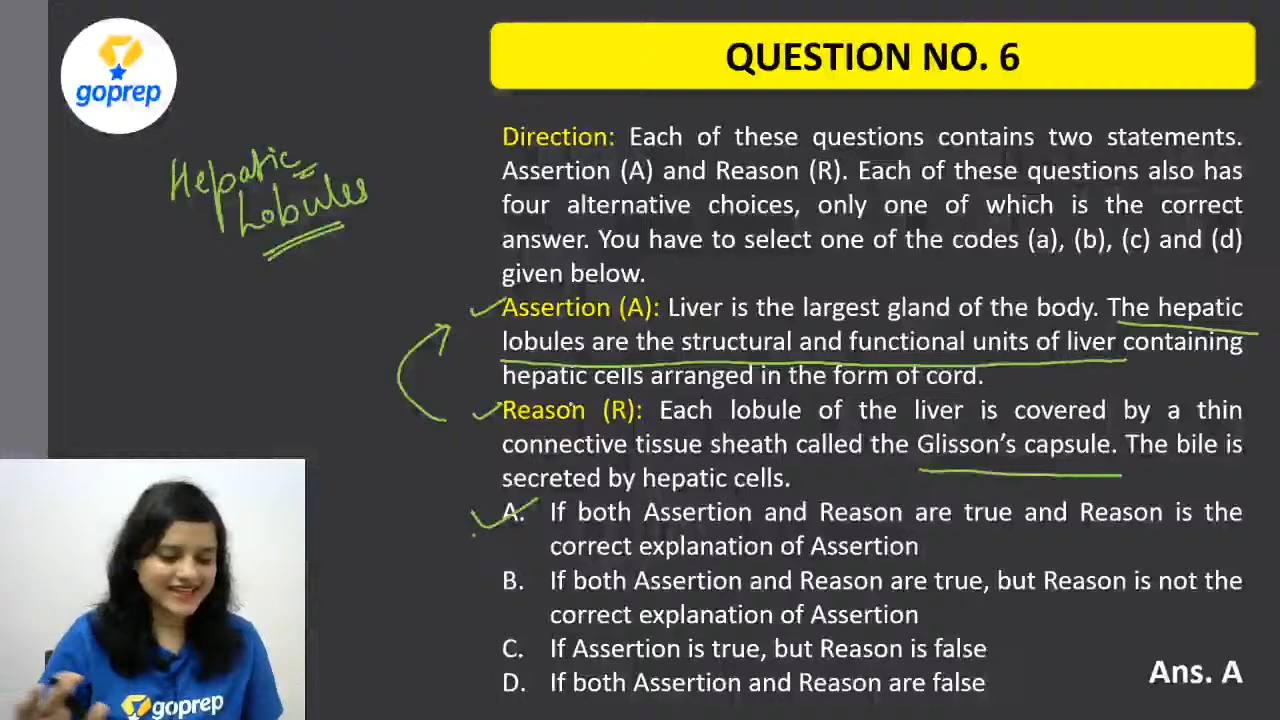 goprep
QUESTION NO. 6
Hepatic
Lobules
Direction: Each of these questions contains two statements.
Assertion (A) and Reason (R). Each of these questions also has
four alternative choices, only one of which is the correct
answer. You have to select one of the codes (a), (b), (c) and (d)
given below.
Assertion (A): Liver is the largest gland of the body. The hepatic
lobules are the structural and functional units of liver containing
hepatic cells arranged in the form of cord.
Reason (R): Each lobule of the liver is covered by a thin
connective tissue sheath called the Glisson’s capsule. The bile is
secreted by hepatic cells.
A. If both Assertion and Reason are true and Reason is the
correct explanation of Assertion
B. If both Assertion and Reason are true, but Reason is not the
correct explanation of Assertion
C. If Assertion is true, but Reason is false
D. If both Assertion and Reason are false
Ans. A
goprep